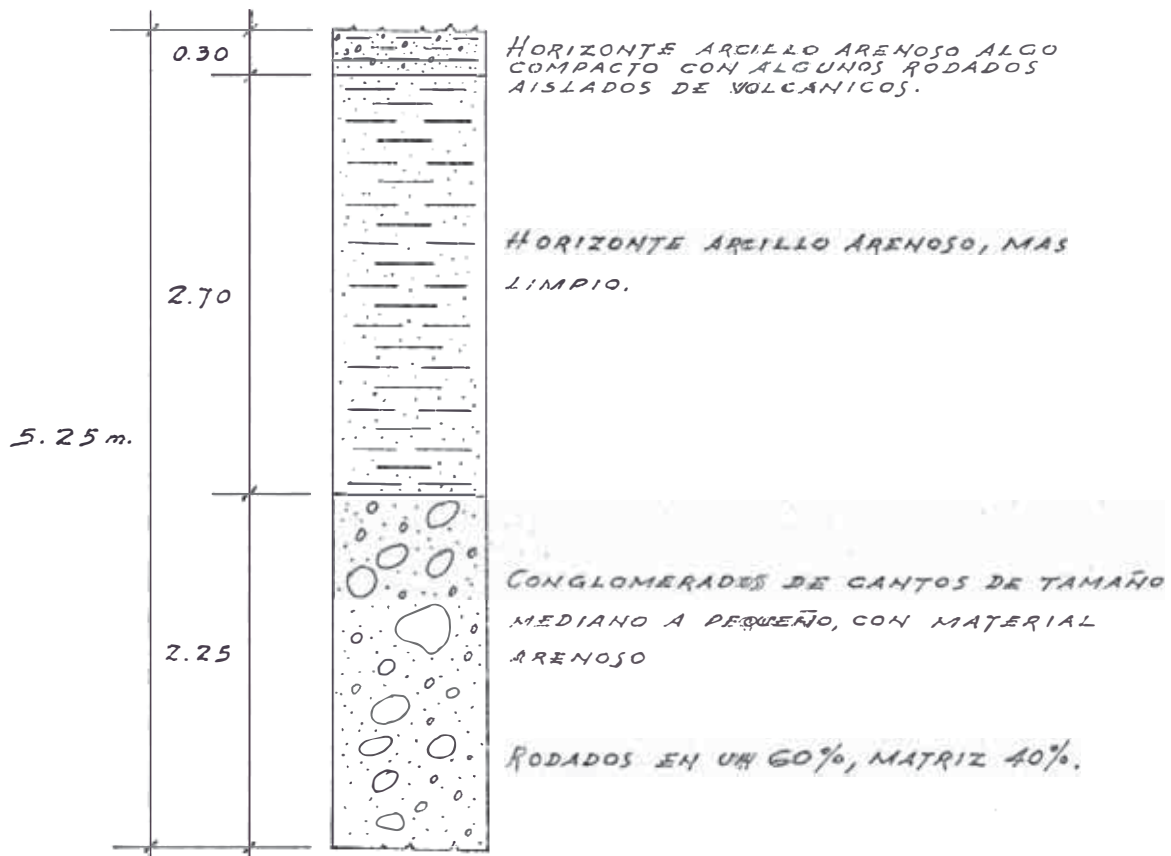 0.30
HORIZONTE ARCILLO ARENOSO ALGO
COMPACTO CON ALGUNOS RODADOS
AISLADOS DE VOLCÁNICOS.
2.70
HORIZONTE ARCILLO ARENOSO, MAS
LIMPIO.
5.25 m.
2.25
CONGLOMERADOS DE CANTOS DE TAMAÑO
MEDIANO A PEQUEÑO, CON MATERIAL
ARENOSO
RODADOS EN UN 60%, MATRIZ 40%.